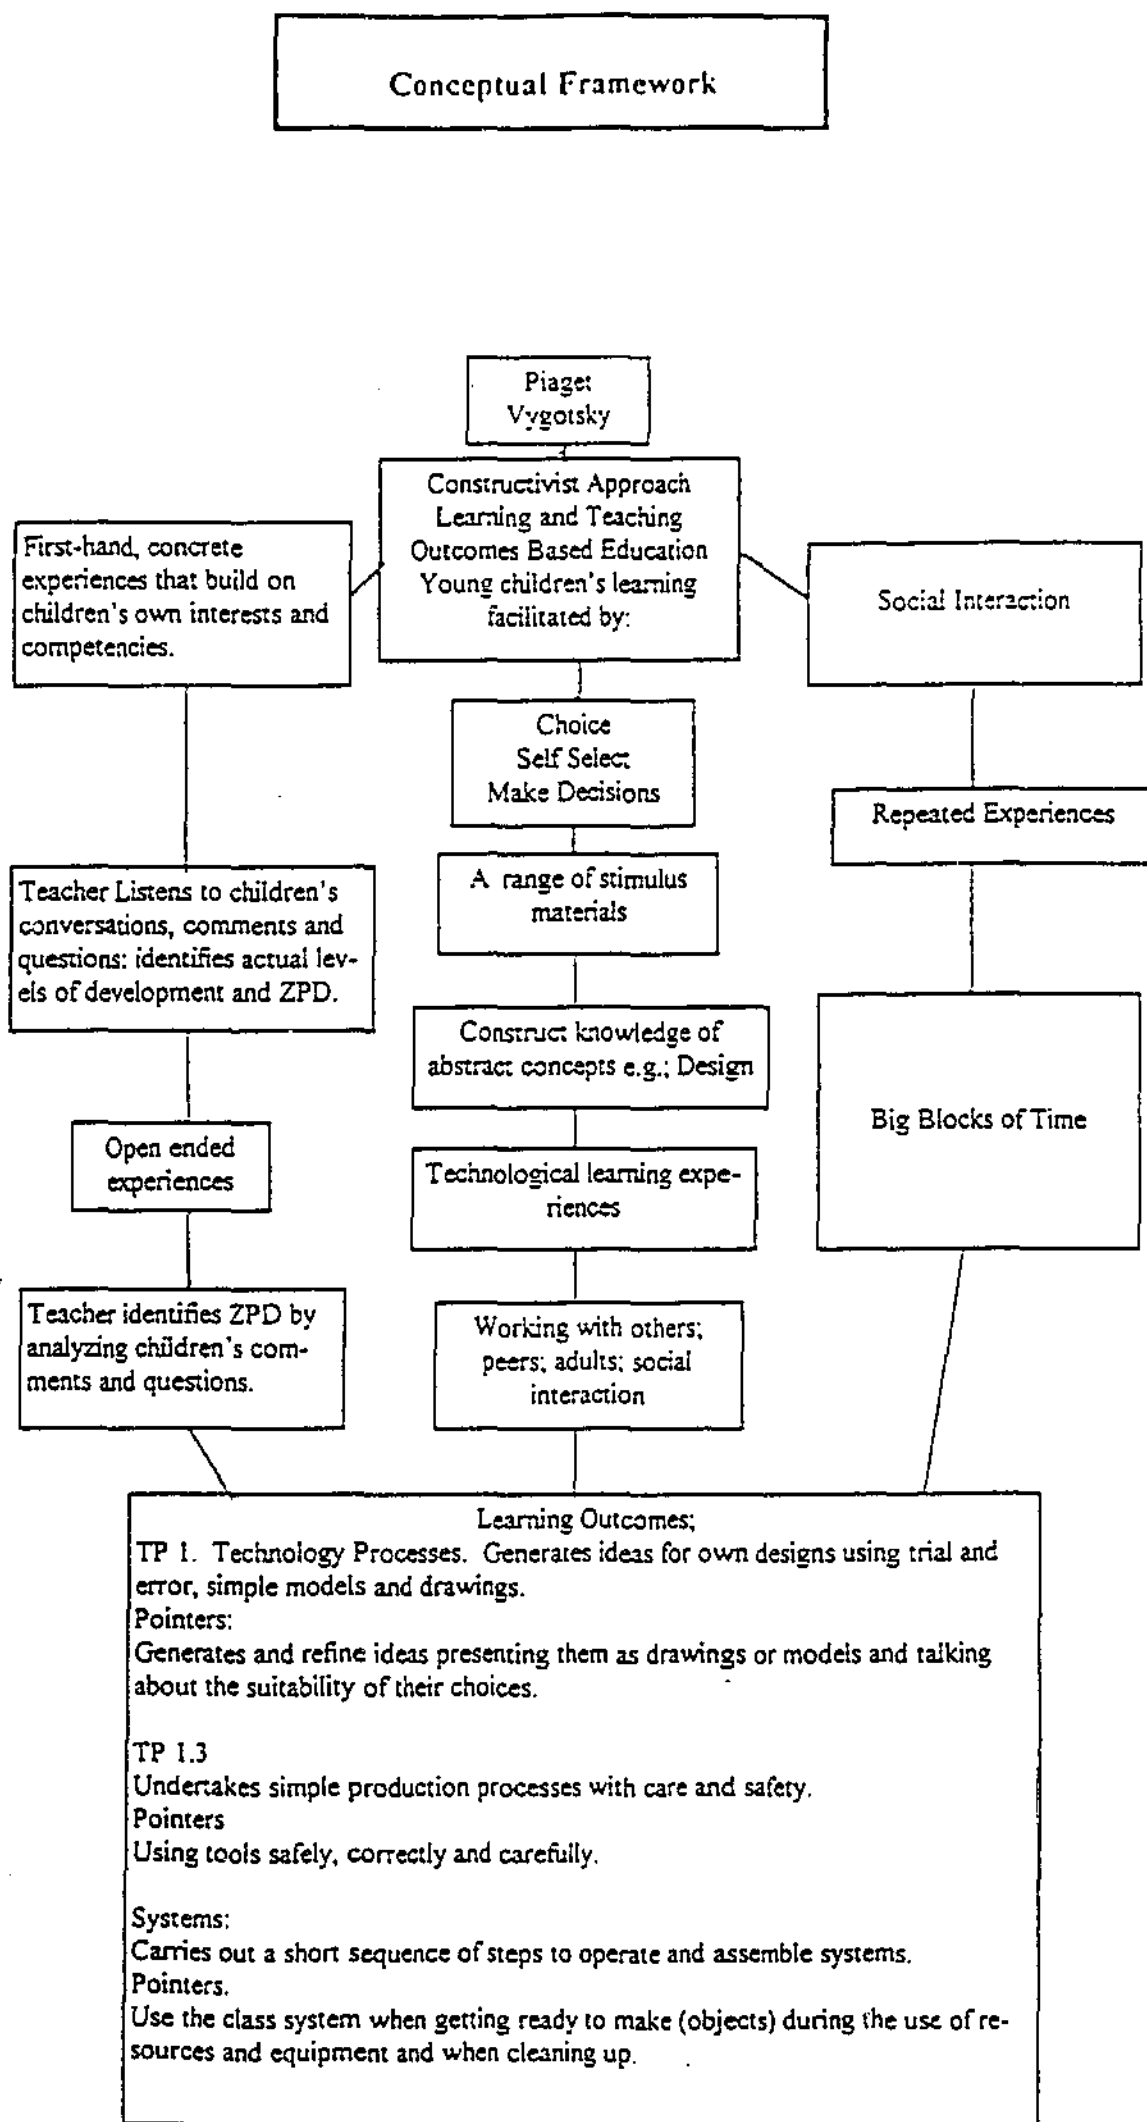 Conceptual Framework
Piaget
Vygotsky
Constructivist Approach
Learning and Teaching
Outcomes Based Education
Young children's learning
facilitated by:
First-hand, concrete
experiences that build on
children's own interests and
competencies.
Social Interaction
Choice
Self Select
Make Decisions
Repeated Experiences
Teacher Listens to children's
conversations, comments and
questions: identifies actual lev-
els of development and ZPD.
A range of stimulus
materials
Construct knowledge of
abstract concepts e.g.; Design
Big Blocks of Time
Open ended
experiences
Technological learning expe-
riences
Teacher identifies ZPD by
analyzing children's com-
ments and questions.
Working with others;
peers; adults; social
interaction
Learning Outcomes;
TP 1. Technology Processes. Generates ideas for own designs using trial and
error, simple models and drawings.
Pointers:
Generates and refine ideas presenting them as drawings or models and talking
about the suitability of their choices.
TP 1.3
Undertakes simple production processes with care and safety.
Pointers
Using tools safely, correctly and carefully.
Systems:
Carries out a short sequence of steps to operate and assemble systems.
Pointers.
Use the class system when getting ready to make (objects) during the use of re-
sources and equipment and when cleaning up.